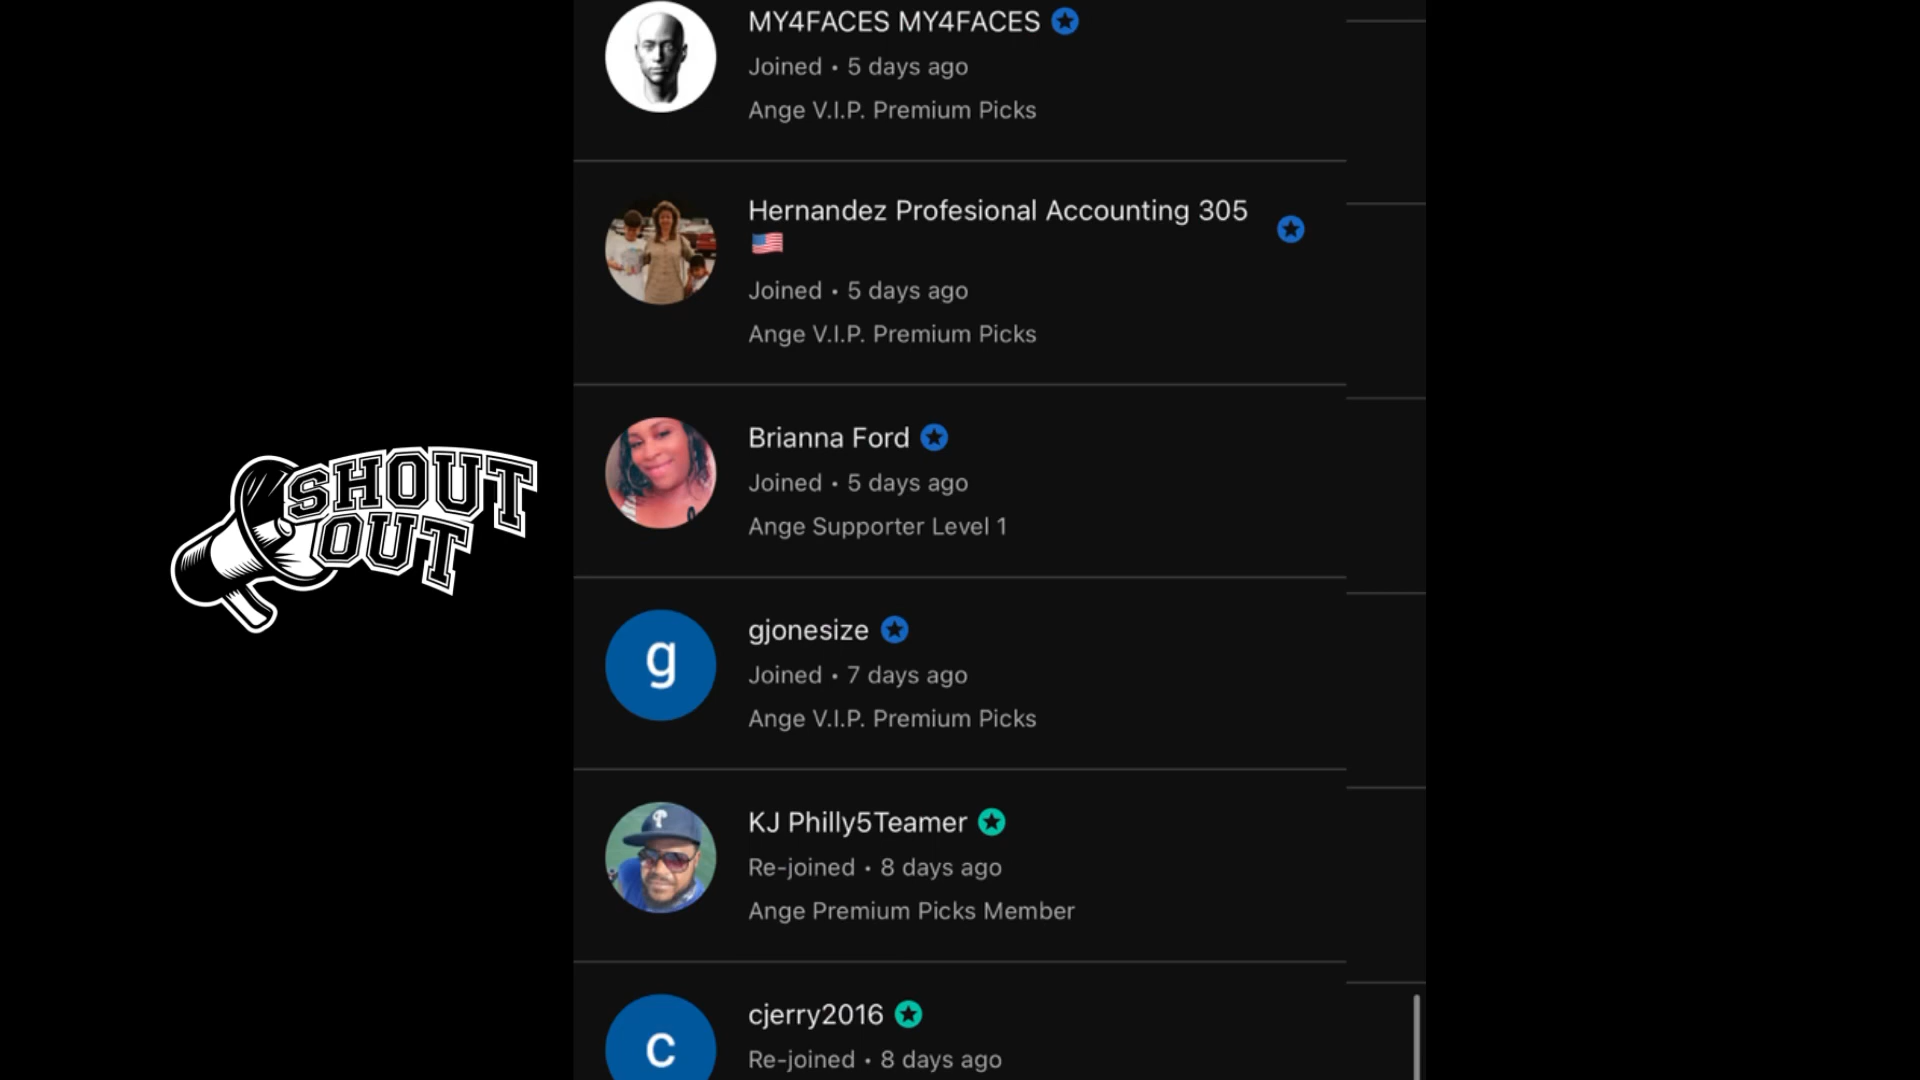 MY4FACES MY4FACES
Joined • 5 days ago
Ange V.I.P. Premium Picks
Hernandez Profesional Accounting 305
🇺🇸
Joined • 5 days ago
Ange V.I.P. Premium Picks
Brianna Ford
Joined • 5 days ago
Ange Supporter Level 1
SHOUT
OUT
g
gjonesize
Joined • 7 days ago
Ange V.I.P. Premium Picks
P
KJ Philly5Teamer
Re-joined • 8 days ago
Ange Premium Picks Member
c
cjerry2016
Re-joined • 8 days ago